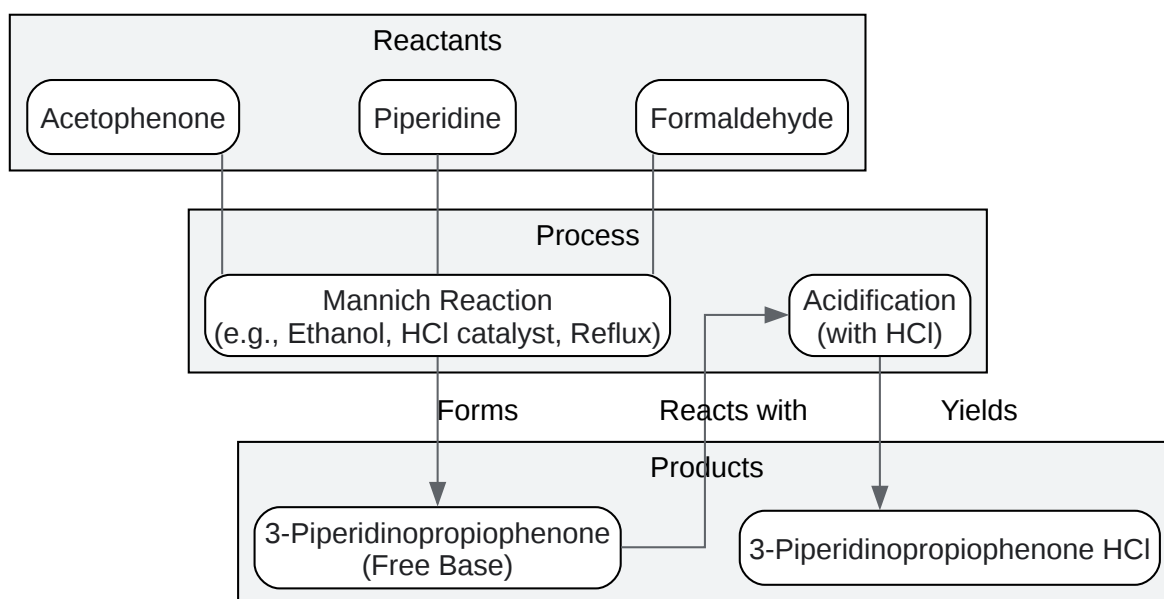 Reactants
Acetophenone
Piperidine
Formaldehyde
Process
Mannich Reaction
(e.g., Ethanol, HCl catalyst, Reflux)
Acidification
(with HCl)
Forms
Reacts with
Yields
Products
3-Piperidinopropiophenone
(Free Base)
3-Piperidinopropiophenone HCl